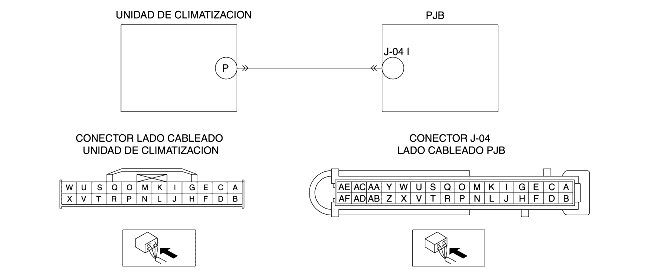 UNIDAD DE CLIMATIZACION
PJB
P
J-04 I
CONECTOR LADO CABLEADO
UNIDAD DE CLIMATIZACION
CONECTOR J-04
LADO CABLEADO PJB
W U S Q O M K I G E C A
X V T R P N L J H F D B
AE AC AA Y W U S Q O M K I G E C A
AF AD AB Z X V T R P N L J H F D B